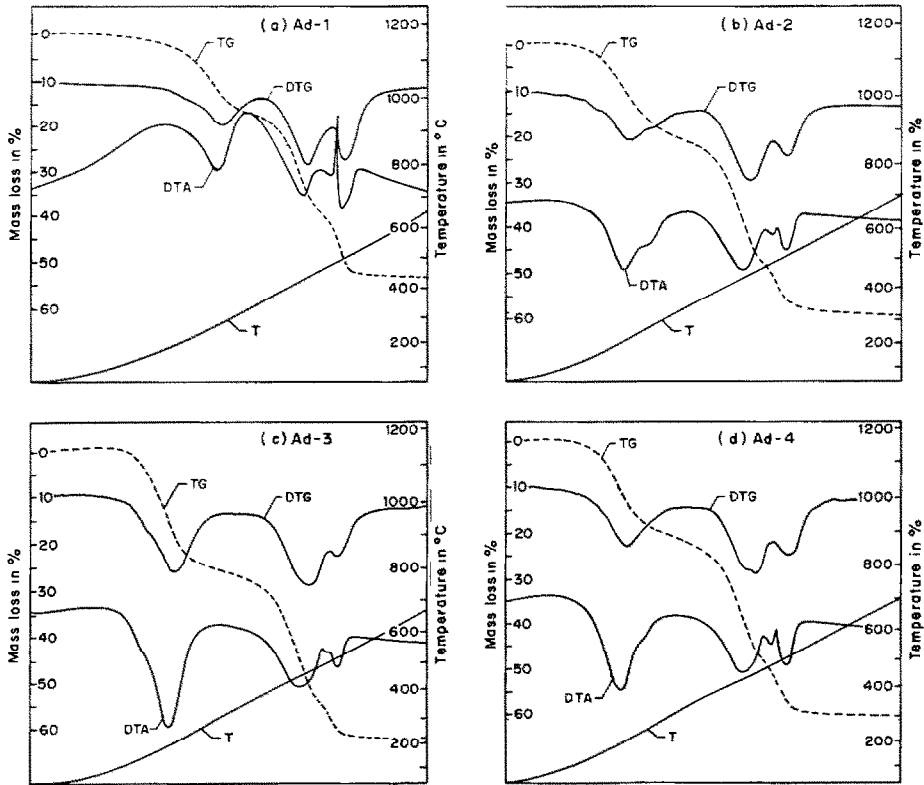 (a) Ad-1
1200
0
TG
10
DTG
1000
20
30
DTA
800
40
600
50
400
60
T
200
Mass loss in %
Temperature in °C
(b) Ad-2
1200
0
TG
10
DTG
1000
20
30
800
40
600
50
DTA
400
60
T
200
Mass loss in %
Temperature in %
(c) Ad-3
1200
0
TG
10
DTG
1000
20
30
800
40
600
50
400
60
DTA
T
200
Mass loss in %
Temperature in °C
(d) Ad-4
1200
0
TG
10
DTG
1000
20
30
800
40
600
50
DTA
400
60
T
200
Mass loss in %
Temperature in %